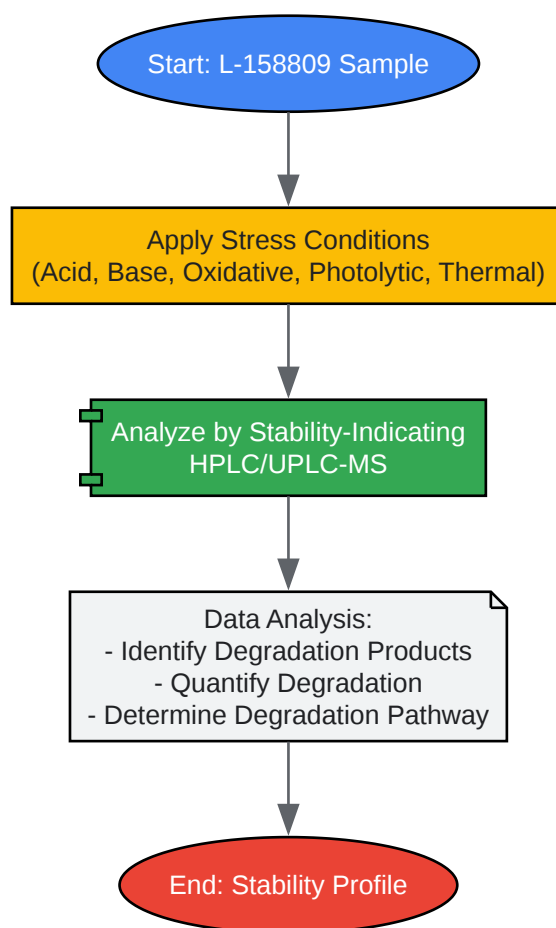 Start: L-158809 Sample
Apply Stress Conditions
(Acid, Base, Oxidative, Photolytic, Thermal)
Analyze by Stability-Indicating
HPLC/UPLC-MS
Data Analysis:
- Identify Degradation Products
- Quantify Degradation
- Determine Degradation Pathway
End: Stability Profile